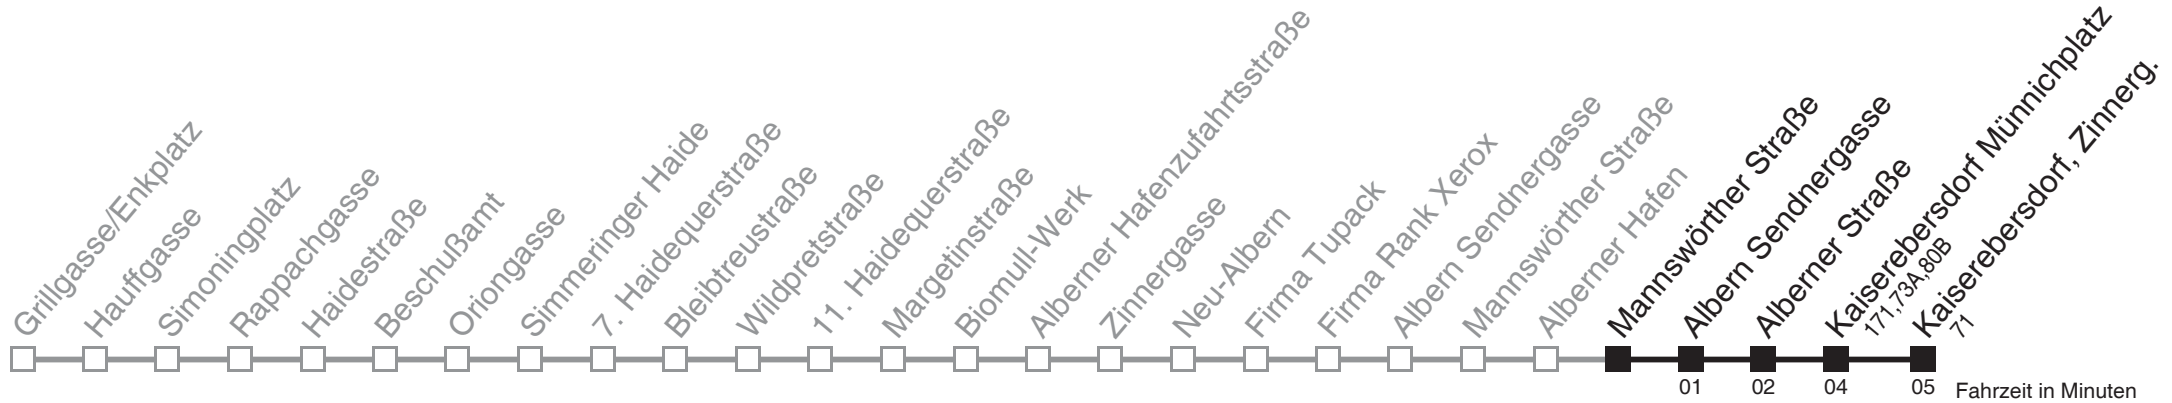 Grillgasse/Enkplatz
Hauffgasse
Simoningplatz
Rappachgasse
Haidestraße
Beschußamt
Oriongasse
Simmeringer Haide
7. Haidequerstraße
Bleibtreustraße
Wildpretstraße
11. Haidequerstraße
Margetinstraße
Biomull-Werk
Alberner Hafenzufahrtsstraße
Zinnergasse
Neu-Albern
Firma Tupack
Firma Rank Xerox
Albern Sendnergasse
Mannswörther Straße
Alberner Hafen
Mannswörther Straße
Albern Sendnergasse
Alberner Straße
Kaiserebersdorf Münnichplatz
171,73A,80B
Kaiserebersdorf, Zinnerg.
71
01 02 04 05 Fahrzeit in Minuten